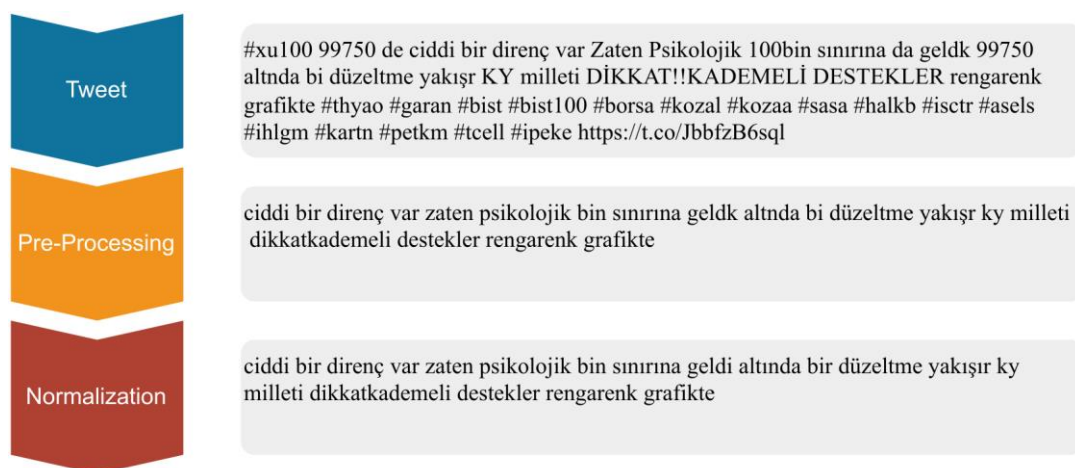 Tweet
#xu100 99750 de ciddi bir direnç var Zaten Psikolojik 100bin sınırına da geldk 99750
altnda bi düzeltme yakışr KY milleti DİKKAT!!KADEMELİ DESTEKLER rengarenk
grafikte #thyao #garan #bist #bist100 #borsa #kozal #kozaa #sasa #halkb #isctr #asels
#ihlgm #kartn #petkm #tcell #ipeke https://t.co/JbbfzB6sql
Pre-Processing
ciddi bir direnç var zaten psikolojik bin sınırına geldk altnda bi düzeltme yakışr ky milleti
dikkatkademeli destekler rengarenk grafikte
Normalization
ciddi bir direnç var zaten psikolojik bin sınırına geldi altında bir düzeltme yakışır ky
milleti dikkatkademeli destekler rengarenk grafikte